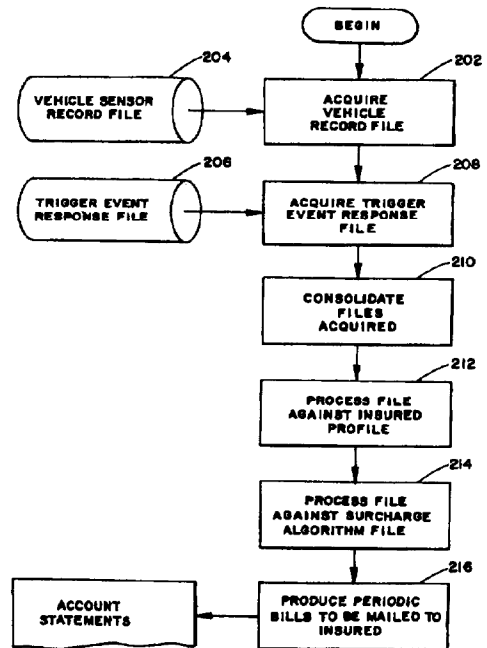 BEGIN
204
202
VEHICLE SENSOR
RECORD FILE
ACQUIRE
VEHICLE
RECORD FILE
206
208
TRIGGER EVENT
RESPONSE FILE
ACQUIRE TRIGGER
EVENT RESPONSE
FILE
210
CONSOLIDATE
FILES
ACQUIRED
212
PROCESS FILE
AGAINST INSURED
PROFILE
214
PROCESS FILE
AGAINST SURCHARGE
ALGORITHM FILE
216
ACCOUNT
STATEMENTS
PRODUCE PERIODIC
BILLS TO BE MAILED TO
INSURED